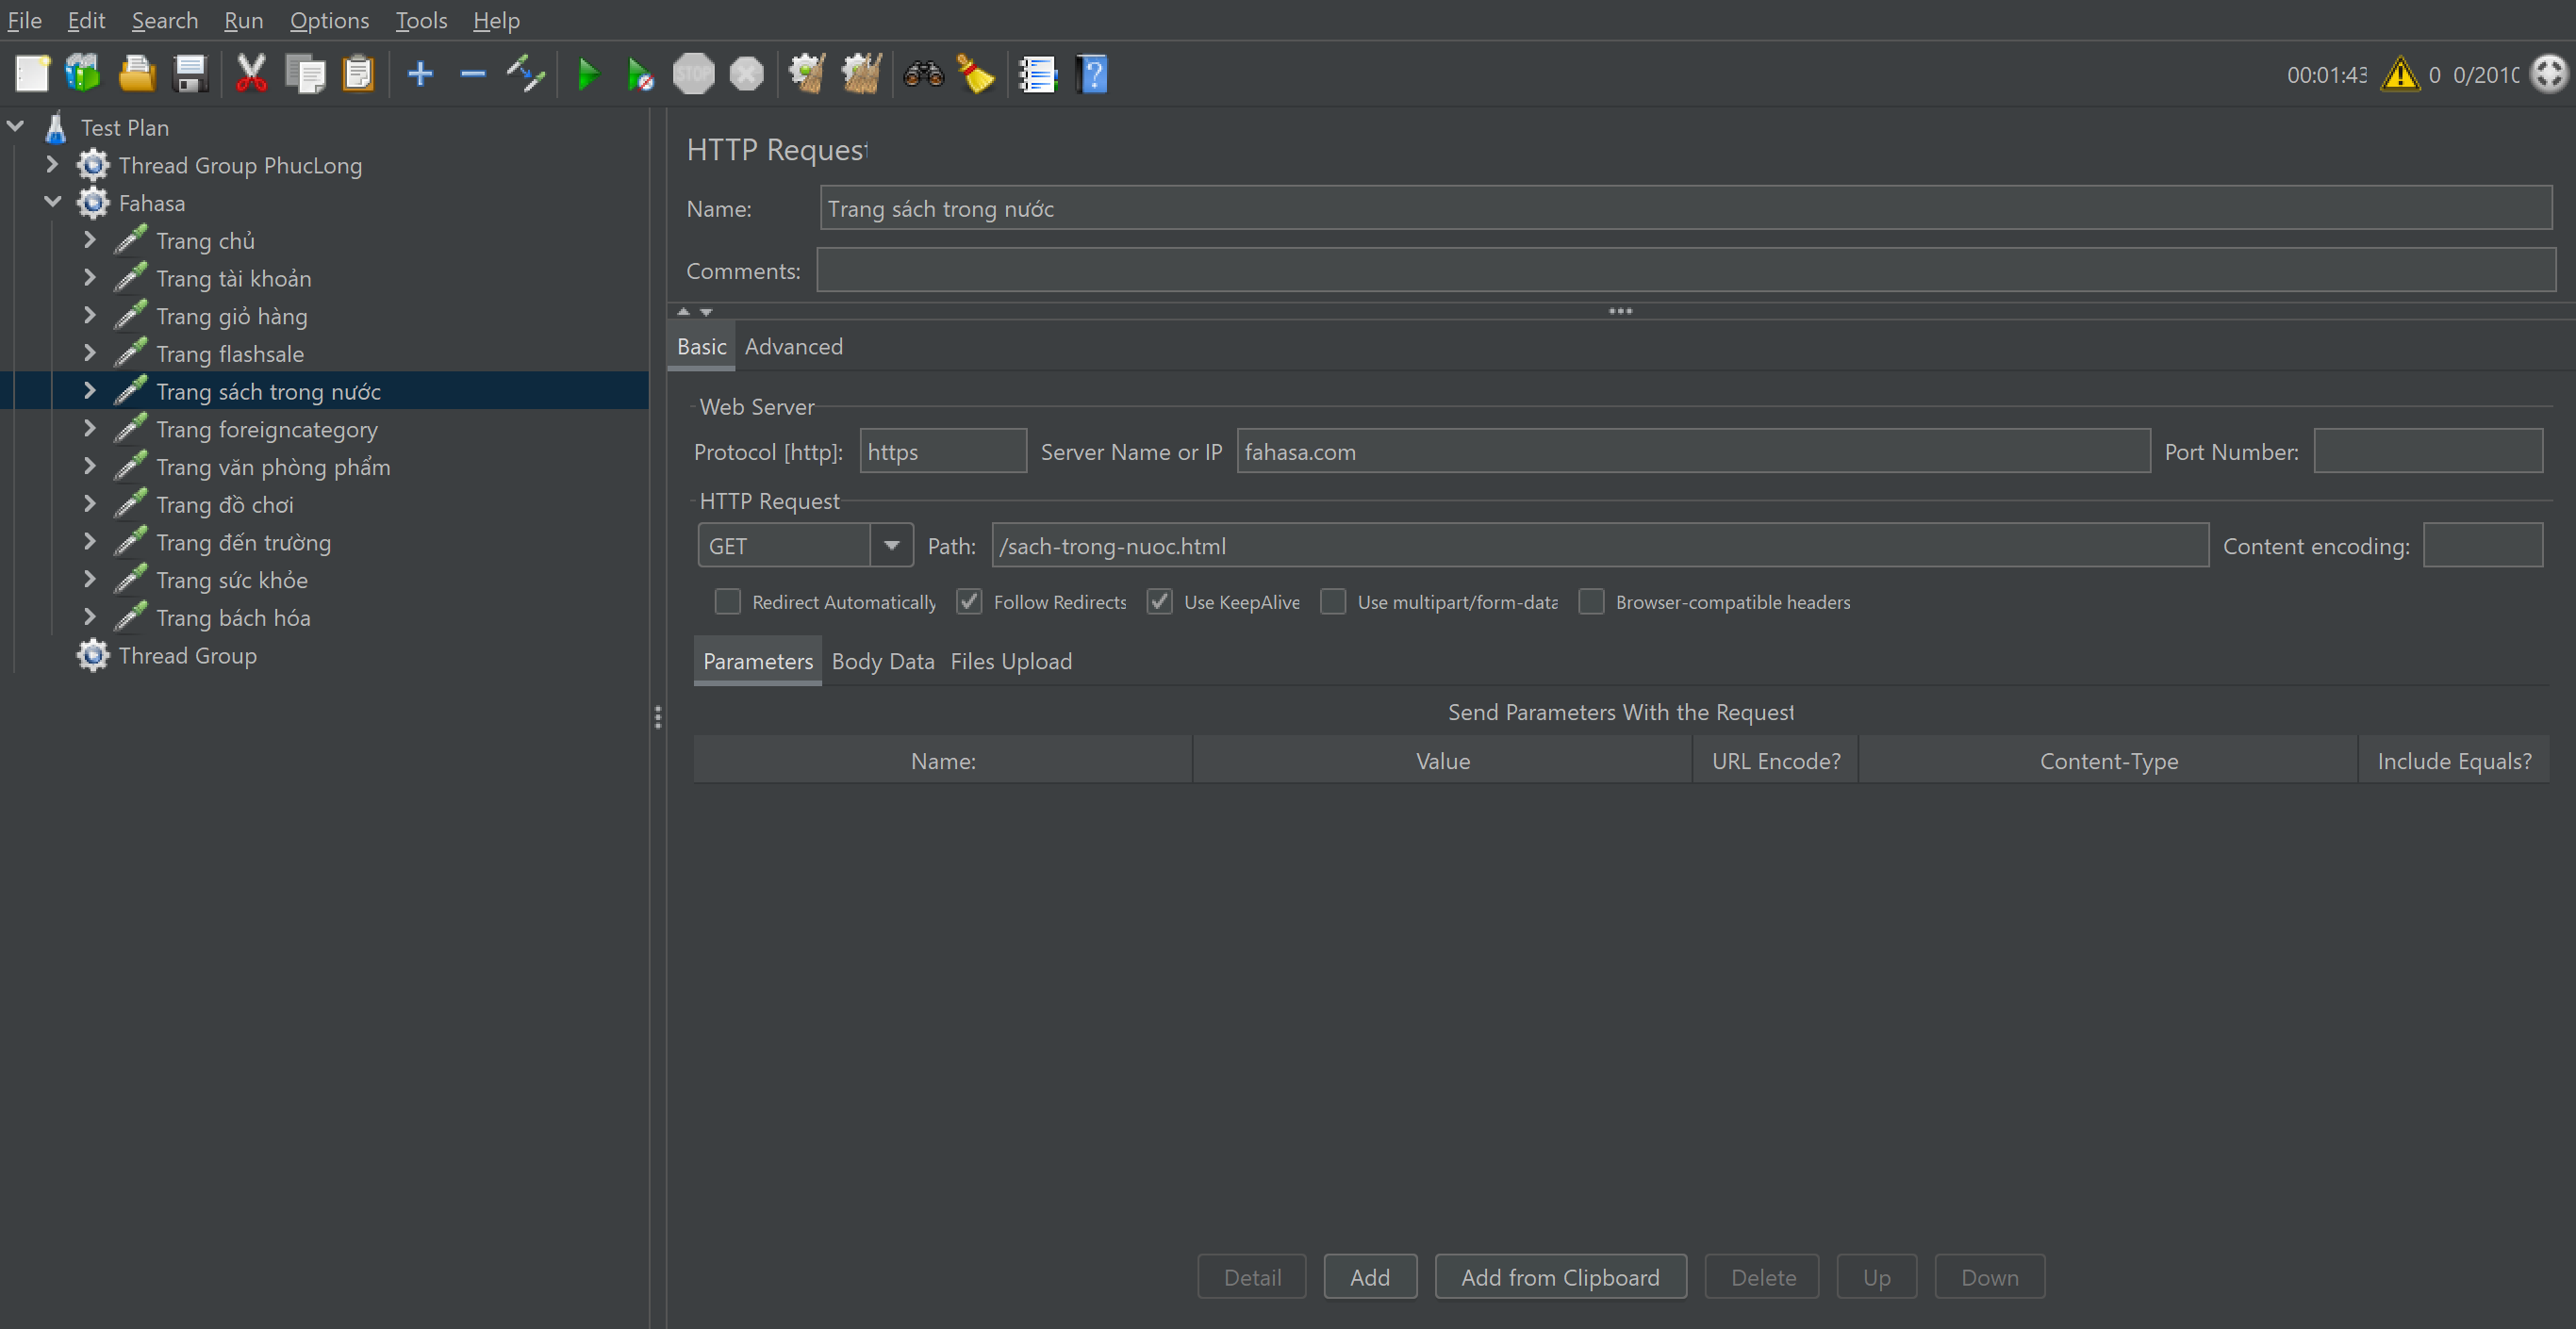 File Edit Search Run Options Tools Help
00:01:43 0 0/2010
Test Plan
Thread Group PhucLong
Fahasa
Trang chủ
Trang tài khoản
Trang giỏ hàng
Trang flashsale
Trang sách trong nước
Trang foreigncategory
Trang văn phòng phẩm
Trang đồ chơi
Trang đến trường
Trang sức khỏe
Trang bách hóa
Thread Group
HTTP Request
Name: Trang sách trong nước
Comments:
Basic Advanced
Web Server
Protocol [http]: https Server Name or IP fahasa.com Port Number:
HTTP Request
GET Path: /sach-trong-nuoc.html Content encoding:
Redirect Automatically Follow Redirects Use KeepAlive Use multipart/form-data Browser-compatible headers
Parameters Body Data Files Upload
Send Parameters With the Request
Name: Value URL Encode? Content-Type Include Equals?
Detail Add Add from Clipboard Delete Up Down